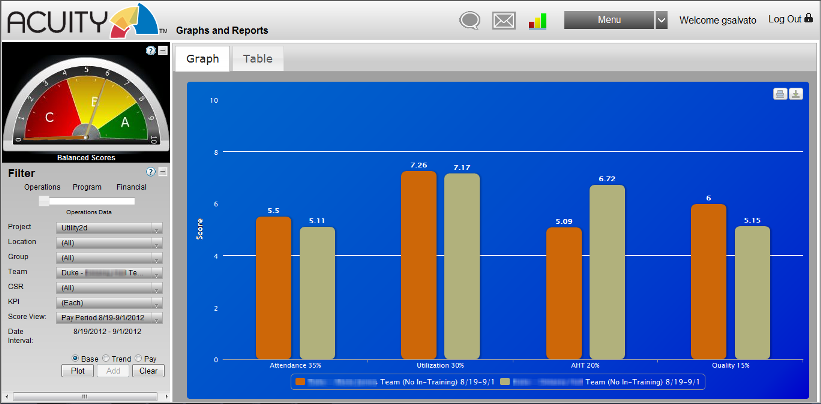 ACUITY TM
Graphs and Reports
Menu
Welcome gsalvato
Log Out
Graph
Table
0 1 2 3 4 5 6 7 8 9 10
C B A
Balanced Scores
Filter
Operations Program Financial
Operations Data
Project Utility2d
Location (All)
Group (All)
Team Duke - Te...
CSR (All)
KPI (Each)
Score View: Pay Period 8/19-9/1/2012
Date Interval: 8/19/2012 - 9/1/2012
Base Trend Pay
Plot Add Clear
10
8
6
4
2
0
Score
5.5 5.11 7.26 7.17 5.09 6.72 6 5.15
Attendance 35% Utilization 30% AHT 20% Quality 15%
Team (No In-Training) 8/19-9/1 Team (No In-Training) 8/19-9/1